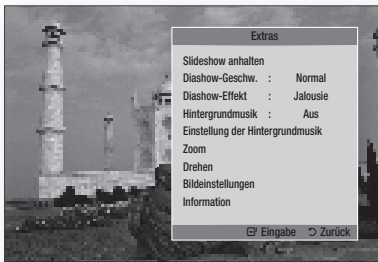 Extras
Slideshow anhalten
Diashow-Geschw. : Normal
Diashow-Effekt : Jalousie
Hintergrundmusik : Aus
Einstellung der Hintergrundmusik
Zoom
Drehen
Bildeinstellungen
Information
Eingabe Zurück